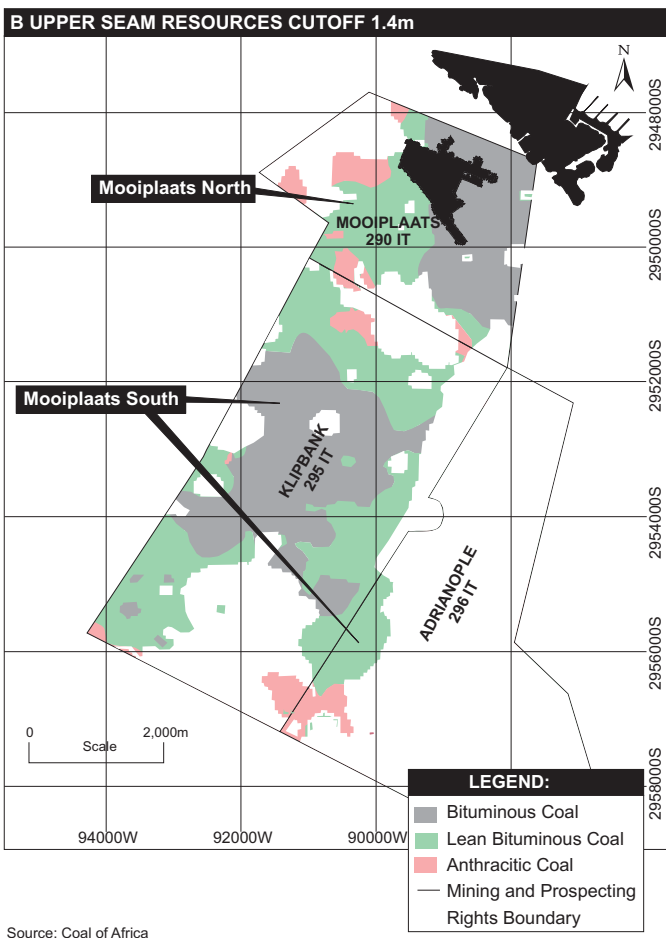 B UPPER SEAM RESOURCES CUTOFF 1.4m
N
2948000S
Mooiplaats North
MOOIPLAATS
290 IT
2950000S
2952000S
Mooiplaats South
KLIPBANK
295 IT
2954000S
ADRIANOPLE
296 IT
2956000S
0 2,000m
Scale
2958000S
94000W 92000W 90000W
LEGEND:
Bituminous Coal
Lean Bituminous Coal
Anthracitic Coal
Mining and Prospecting
Rights Boundary
Source: Coal of Africa